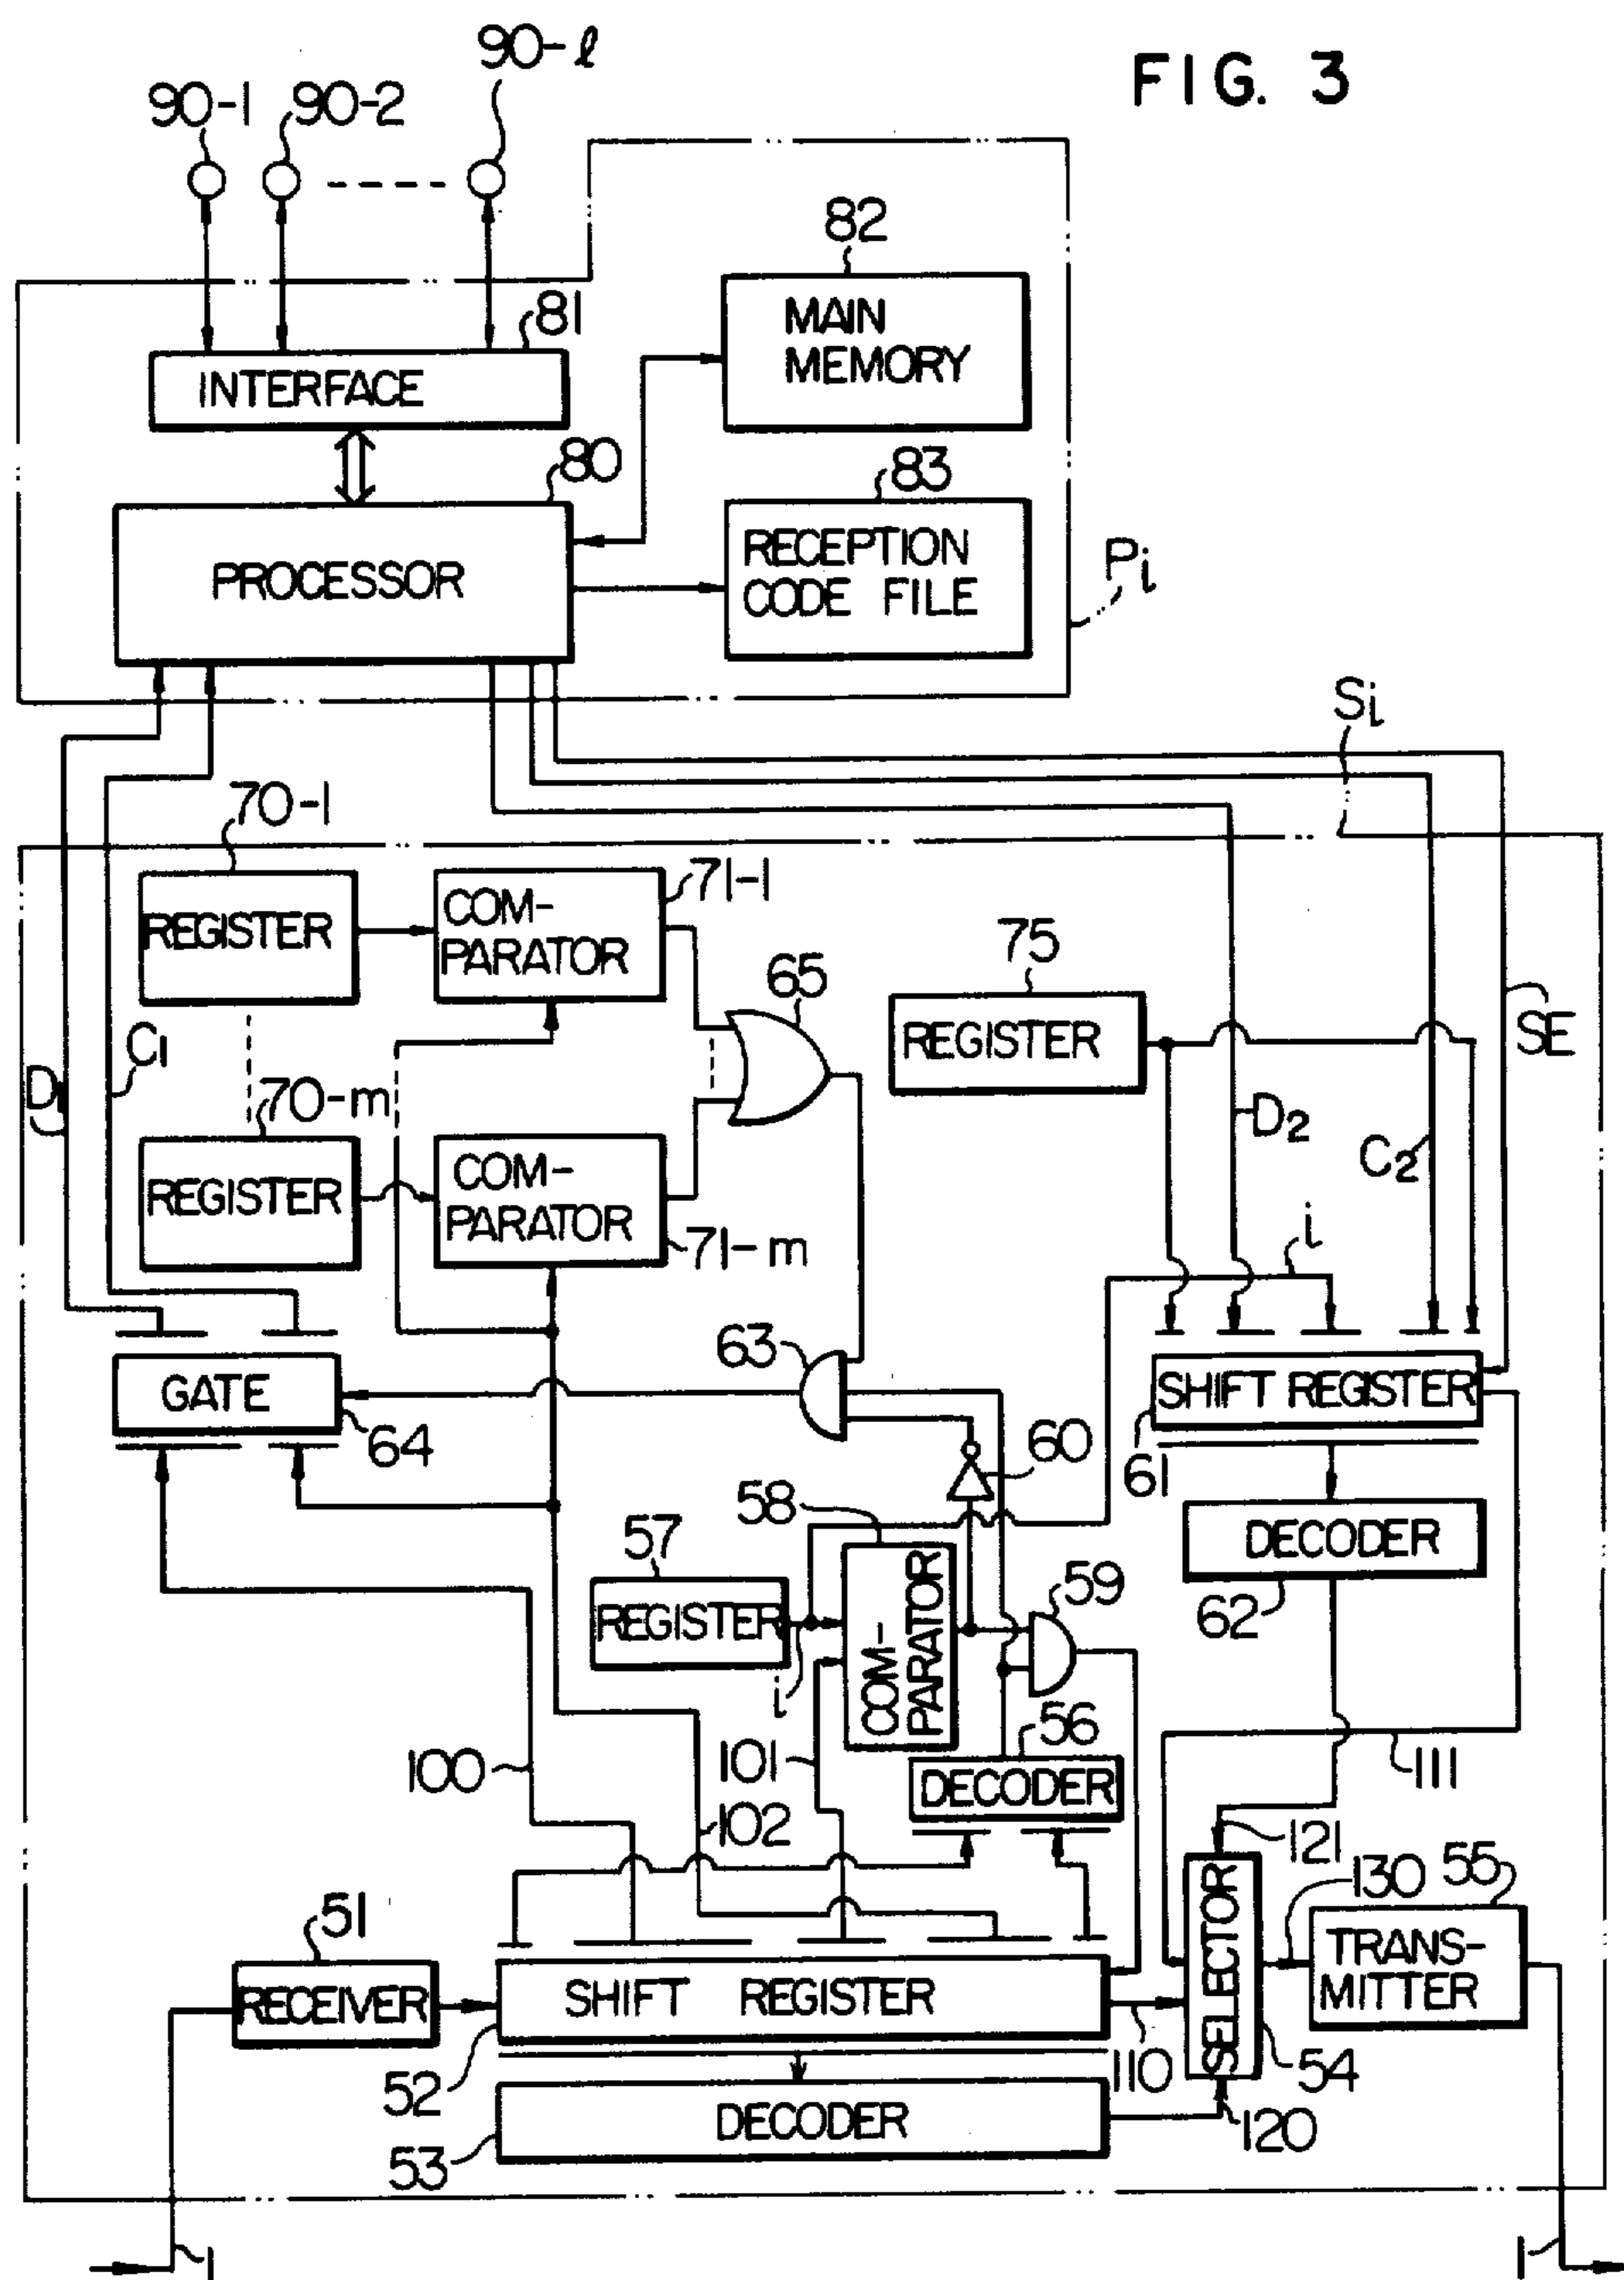 FIG. 3
90-l
90-1
90-2
82
MAIN
MEMORY
81
INTERFACE
80
83
PROCESSOR
RECEPTION
CODE FILE
Pi
Si
70-1
71-1
REGISTER
COM-
PARATOR
65
75
REGISTER
SE
D1
C1
70-m
D2
C2
REGISTER
COM-
PARATOR
71-m
i
63
GATE
64
SHIFT REGISTER
61
60
58
57
DECODER
62
59
REGISTER
COM-
PARATOR
i
56
100
101
DECODER
111
102
121
130
55
51
SELECTOR
TRANS-
MITTER
RECEIVER
SHIFT REGISTER
52
110
54
DECODER
120
53
1
1